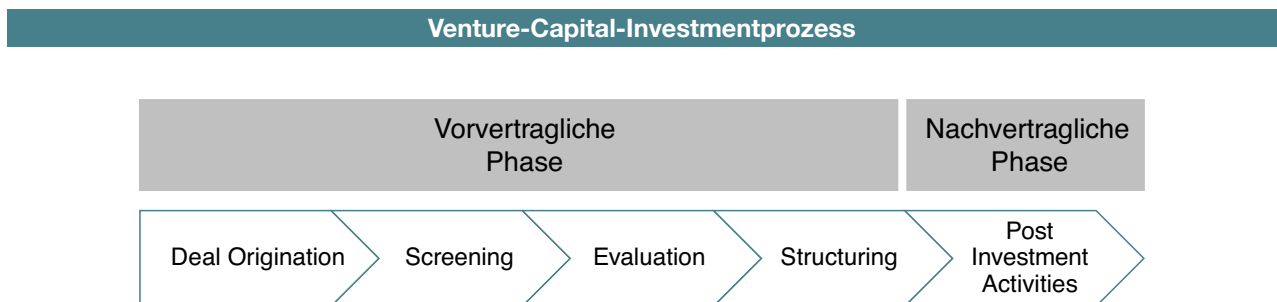 Venture-Capital-Investmentprozess
Vorvertragliche
Phase
Nachvertragliche
Phase
Deal Origination
Screening
Evaluation
Structuring
Post
Investment
Activities